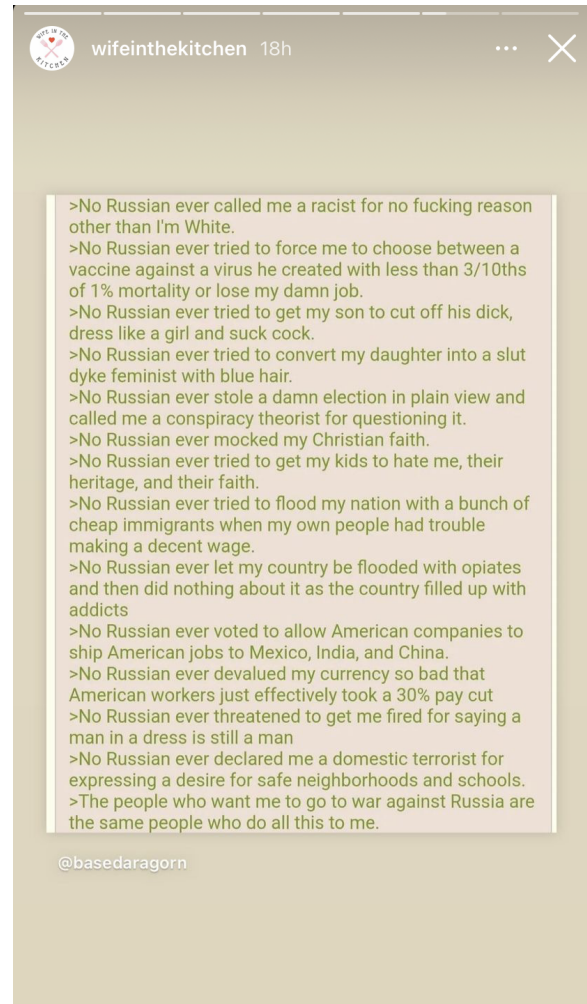 WIFE IN THE
KITCHEN
wifeinthekitchen 18h
>No Russian ever called me a racist for no fucking reason
other than I'm White.
>No Russian ever tried to force me to choose between a
vaccine against a virus he created with less than 3/10ths
of 1% mortality or lose my damn job.
>No Russian ever tried to get my son to cut off his dick,
dress like a girl and suck cock.
>No Russian ever tried to convert my daughter into a slut
dyke feminist with blue hair.
>No Russian ever stole a damn election in plain view and
called me a conspiracy theorist for questioning it.
>No Russian ever mocked my Christian faith.
>No Russian ever tried to get my kids to hate me, their
heritage, and their faith.
>No Russian ever tried to flood my nation with a bunch of
cheap immigrants when my own people had trouble
making a decent wage.
>No Russian ever let my country be flooded with opiates
and then did nothing about it as the country filled up with
addicts
>No Russian ever voted to allow American companies to
ship American jobs to Mexico, India, and China.
>No Russian ever devalued my currency so bad that
American workers just effectively took a 30% pay cut
>No Russian ever threatened to get me fired for saying a
man in a dress is still a man
>No Russian ever declared me a domestic terrorist for
expressing a desire for safe neighborhoods and schools.
>The people who want me to go to war against Russia are
the same people who do all this to me.
@basedaragorn